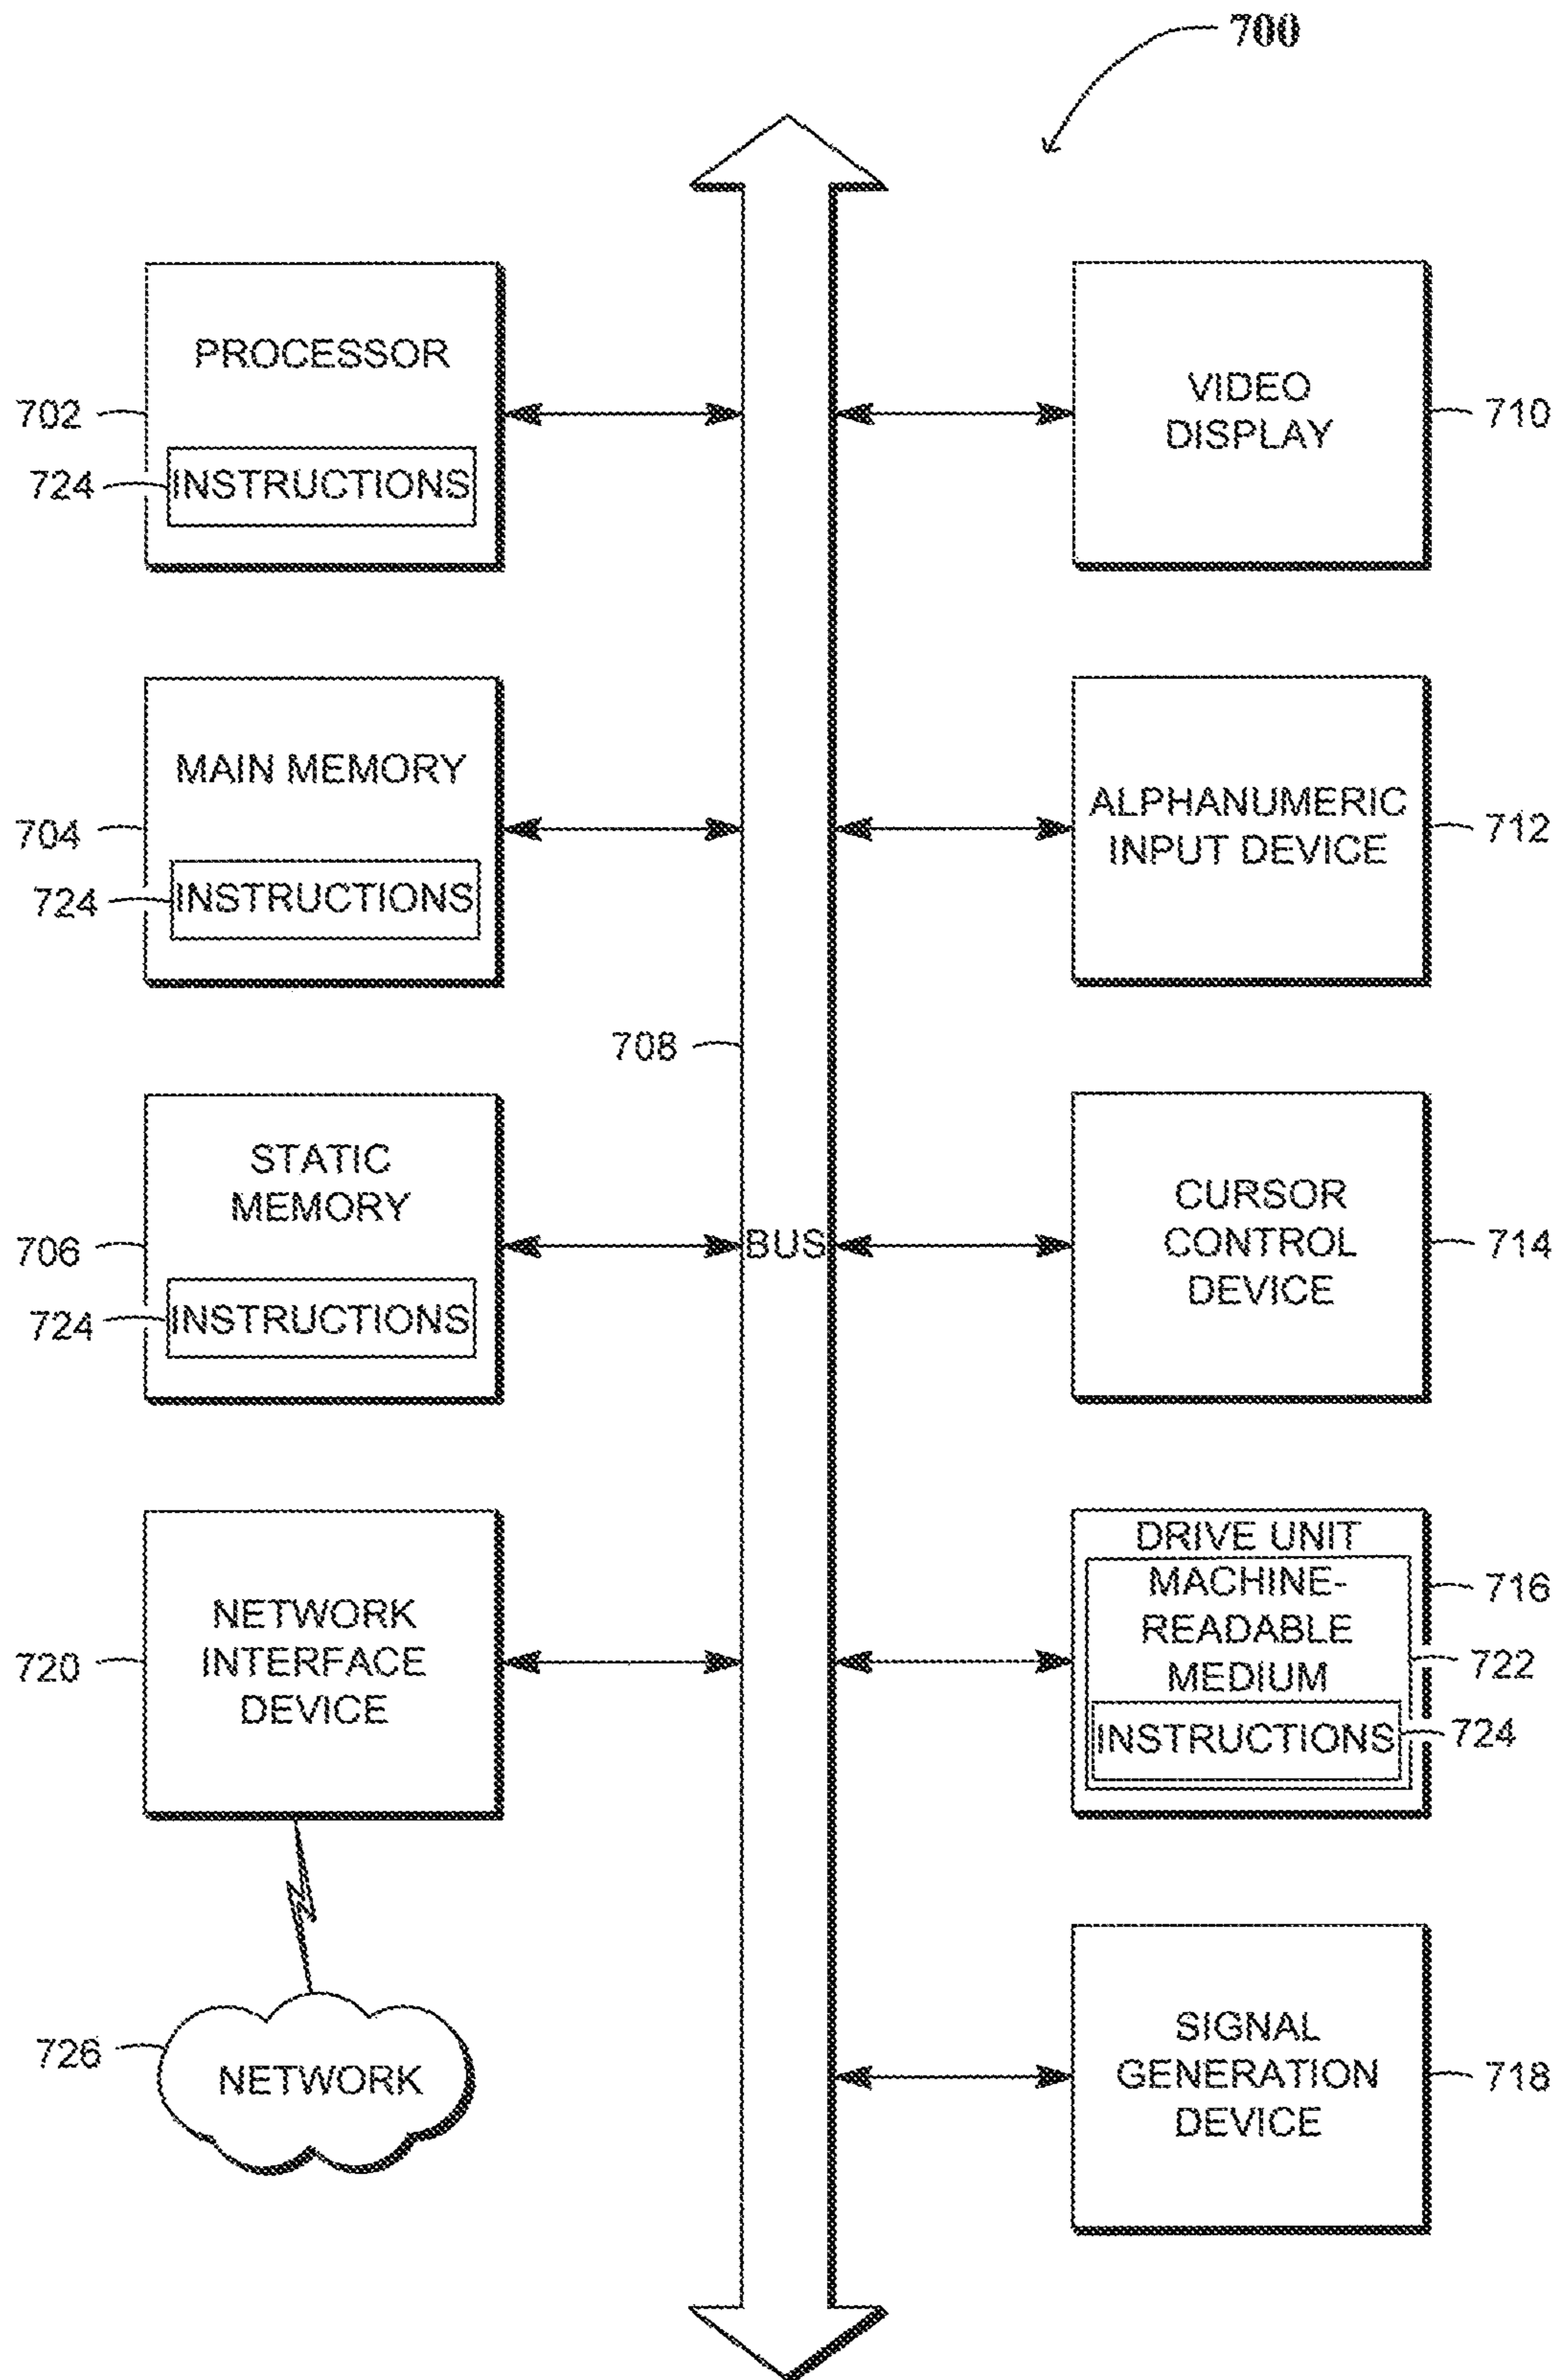 700
PROCESSOR
702
724
INSTRUCTIONS
VIDEO
DISPLAY
710
MAIN MEMORY
704
724
INSTRUCTIONS
ALPHANUMERIC
INPUT DEVICE
712
708
STATIC
MEMORY
706
724
INSTRUCTIONS
BUS
CURSOR
CONTROL
DEVICE
714
NETWORK
INTERFACE
DEVICE
720
DRIVE UNIT
MACHINE-
READABLE
MEDIUM
716
722
INSTRUCTIONS
724
726
NETWORK
SIGNAL
GENERATION
DEVICE
718